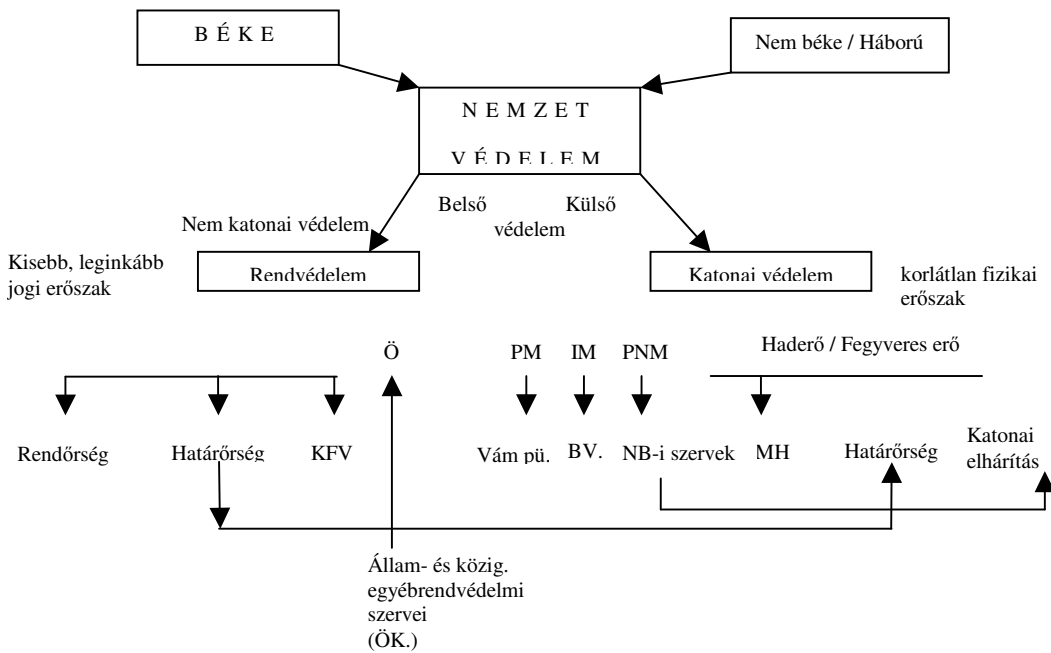 B É K E
Nem béke / Háború
N E M Z E T
V É D E L E M
Belső
Külső
védelem
Nem katonai védelem
Kisebb, leginkább
jogi erőszak
Rendvédelem
Katonai védelem
korlátlan fizikai
erőszak
Ö
PM
IM
PNM
Haderő / Fegyveres erő
Rendőrség
Határőrség
KFV
Vám pü.
BV.
NB-i szervek
MH
Határőrség
Katonai
elhárítás
Állam- és közig.
egyébrendvédelmi
szervei
(ÖK.)